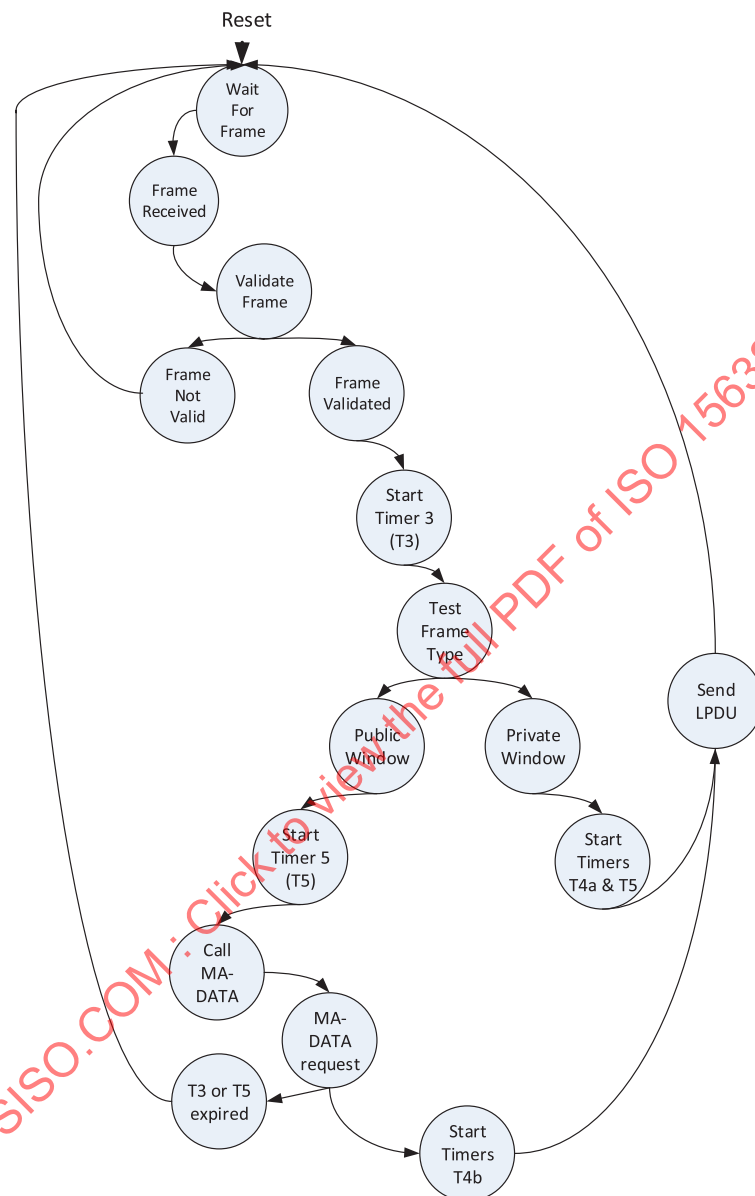 Reset
Wait
For
Frame
Frame
Received
Validate
Frame
Frame
Not
Valid
Frame
Validated
Start
Timer 3
(T3)
Test
Frame
Type
Public
Window
Private
Window
Send
LPDU
Start
Timer 5
(T5)
Start
Timers
T4a & T5
Call
MA-
DATA
MA-
DATA
request
T3 or T5
expired
Start
Timers
T4b
SISO.COM : Click to view the full PDF of ISO 1563